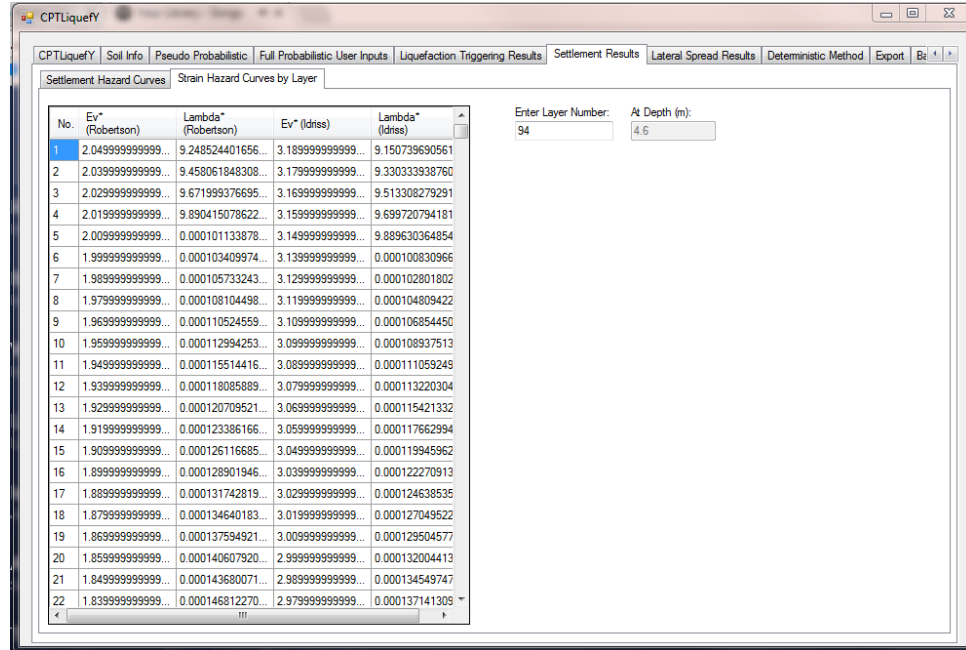 CPTLiquefY
CPTLiquefY Soil Info Pseudo Probabilistic Full Probabilistic User Inputs Liquefaction Triggering Results Settlement Results Lateral Spread Results Deterministic Method Export
Settlement Hazard Curves Strain Hazard Curves by Layer
Enter Layer Number: At Depth (m):
94 4.6
No. Ev* (Robertson) Lambda* (Robertson) Ev* (Idriss) Lambda* (Idriss)
1 2.049999999999... 9.248524401656... 3.189999999999... 9.150739690561
2 2.039999999999... 9.458061848308... 3.179999999999... 9.330333938760
3 2.029999999999... 9.671999376695... 3.169999999999... 9.513308279291
4 2.019999999999... 9.890415078622... 3.159999999999... 9.699720794181
5 2.009999999999... 0.000101133878... 3.149999999999... 9.889630364854
6 1.999999999999... 0.000103409974... 3.139999999999... 0.000100830966
7 1.989999999999... 0.000105733243... 3.129999999999... 0.000102801802
8 1.979999999999... 0.000108104498... 3.119999999999... 0.000104809422
9 1.969999999999... 0.000110524559... 3.109999999999... 0.000106854450
10 1.959999999999... 0.000112994253... 3.099999999999... 0.000108937513
11 1.949999999999... 0.000115514416... 3.089999999999... 0.000111059249
12 1.939999999999... 0.000118085889... 3.079999999999... 0.000113220304
13 1.929999999999... 0.000120709521... 3.069999999999... 0.000115421332
14 1.919999999999... 0.000123386166... 3.059999999999... 0.000117662994
15 1.909999999999... 0.000126116685... 3.049999999999... 0.000119945962
16 1.899999999999... 0.000128901946... 3.039999999999... 0.000122270913
17 1.889999999999... 0.000131742819... 3.029999999999... 0.000124638535
18 1.879999999999... 0.000134640183... 3.019999999999... 0.000127049522
19 1.869999999999... 0.000137594921... 3.009999999999... 0.000129504577
20 1.859999999999... 0.000140607920... 2.999999999999... 0.000132004413
21 1.849999999999... 0.000143680071... 2.989999999999... 0.000134549747
22 1.839999999999... 0.000146812270... 2.979999999999... 0.000137141309